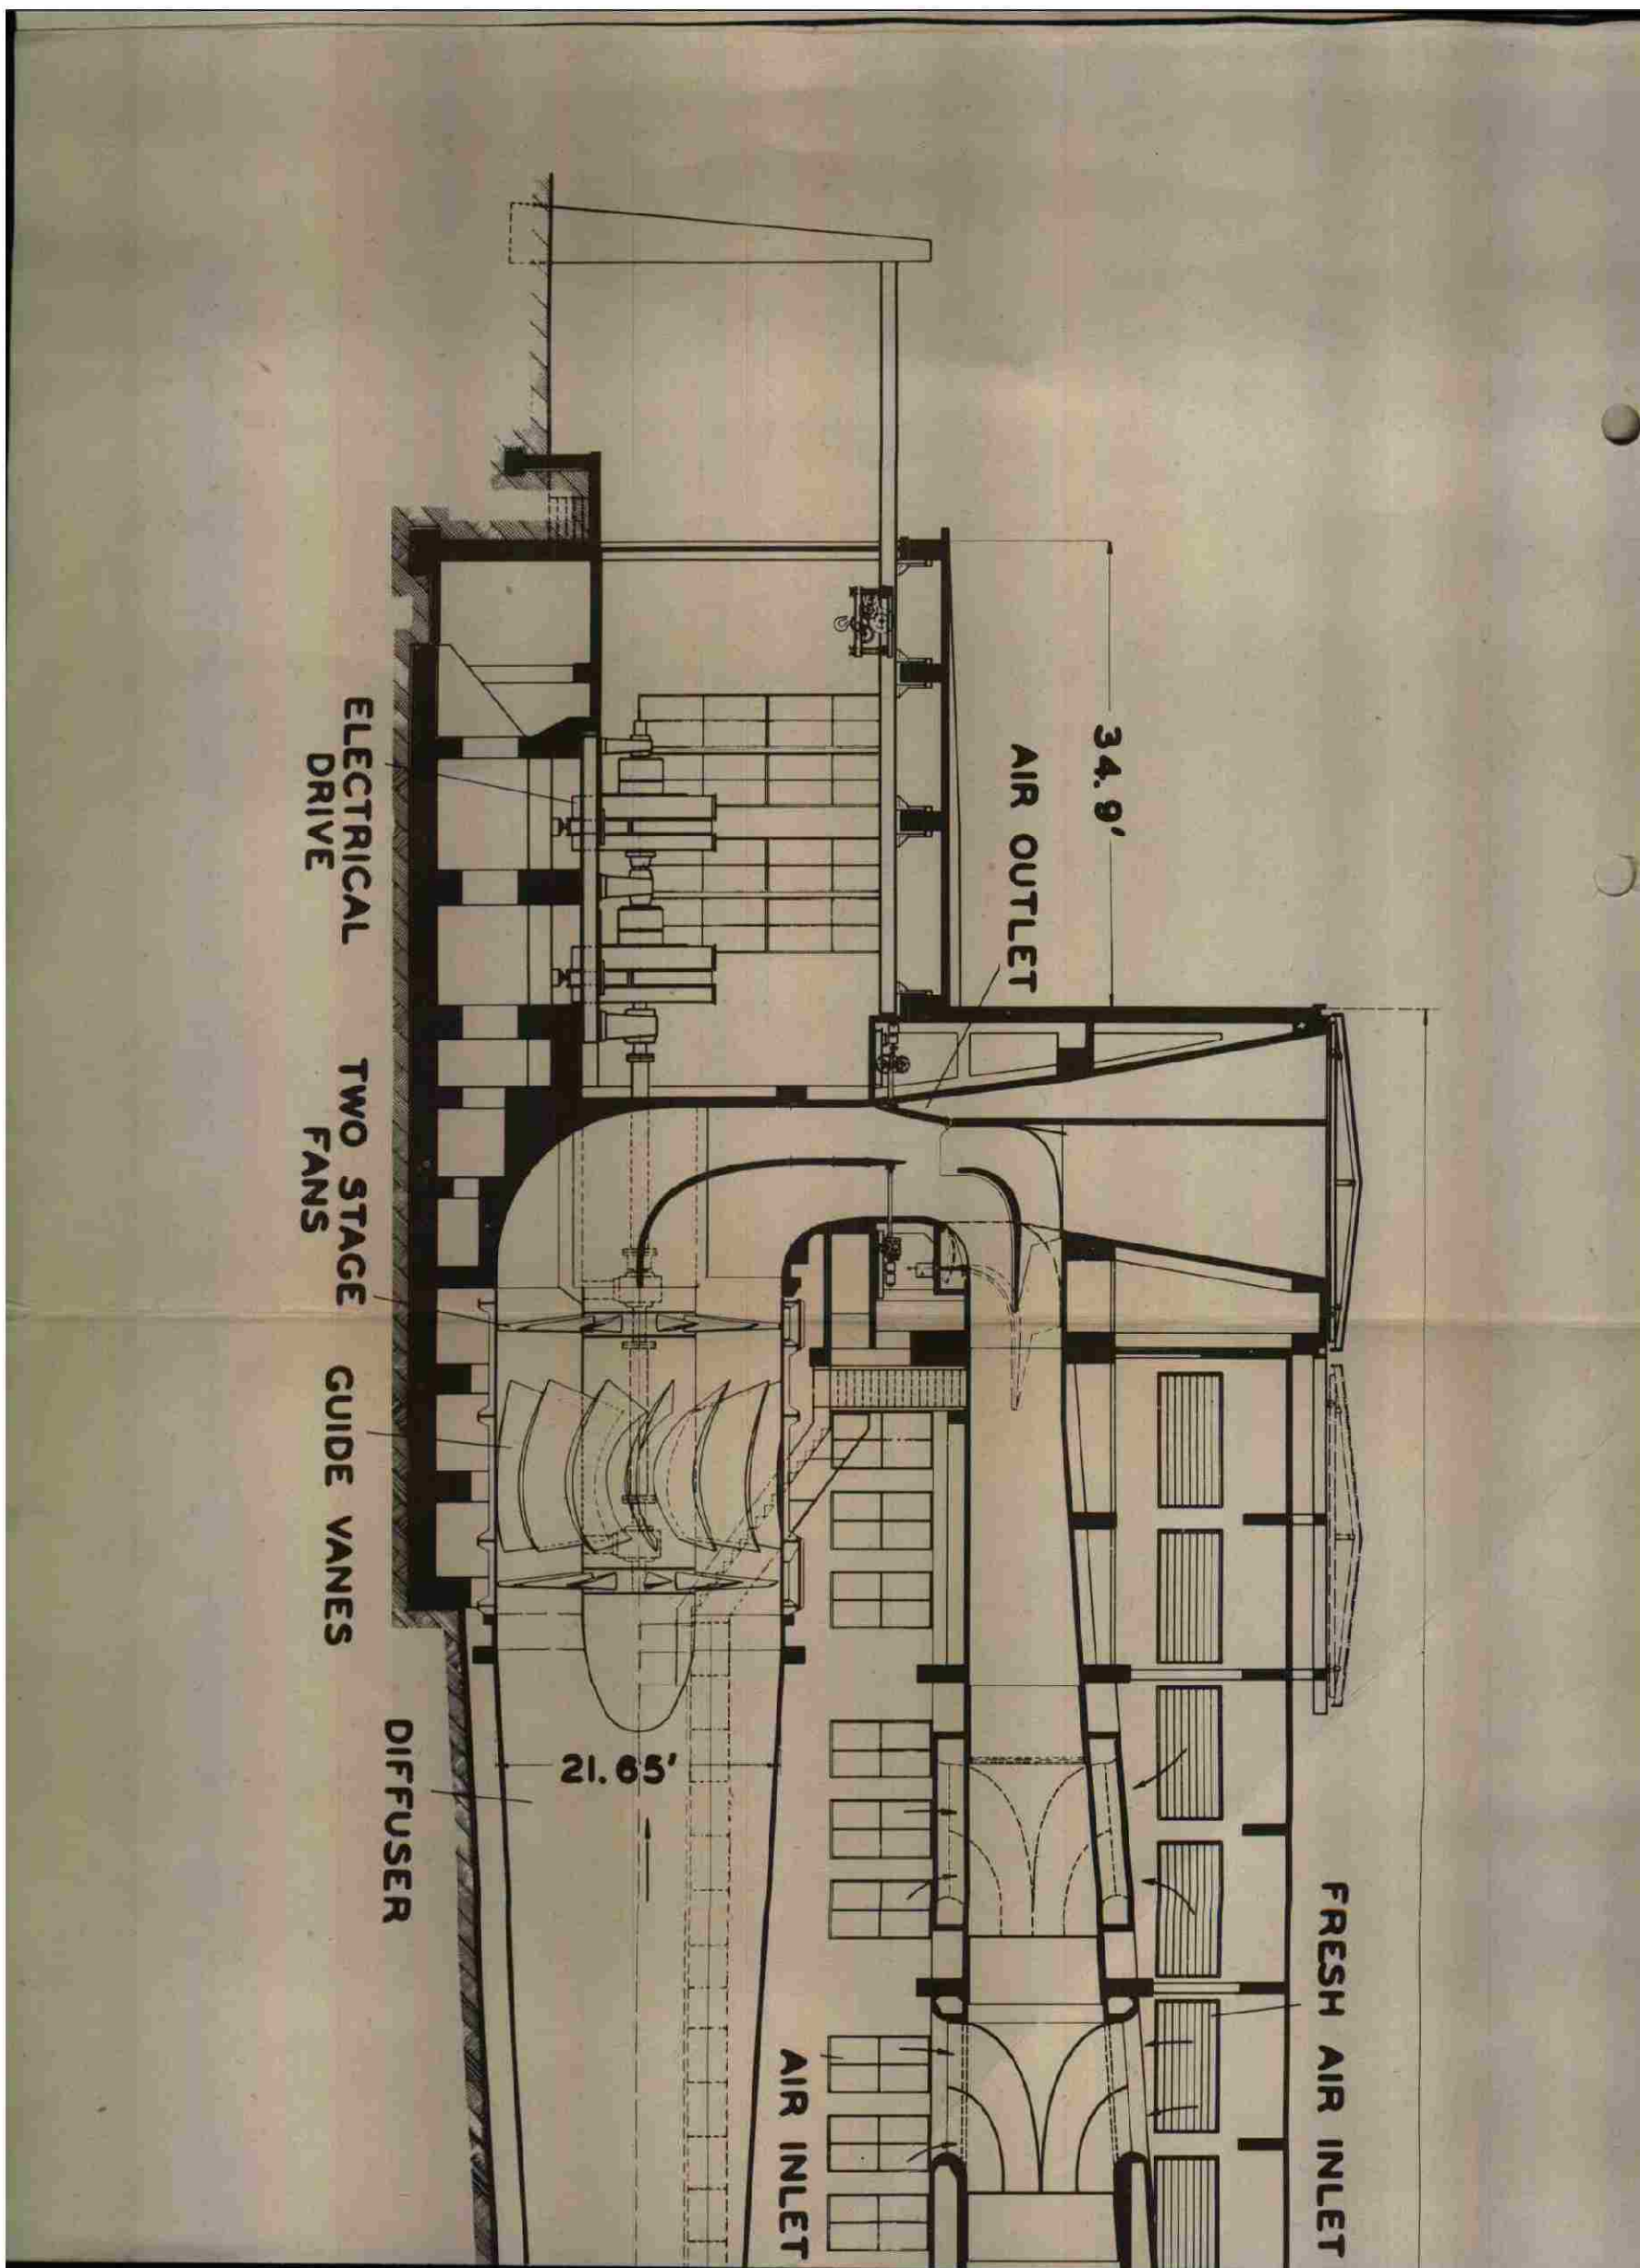 FRESH AIR INLET
34.9'
AIR OUTLET
AIR INLET
21.65'
DIFFUSER
ELECTRICAL
DRIVE
TWO STAGE
FANS
GUIDE VANES